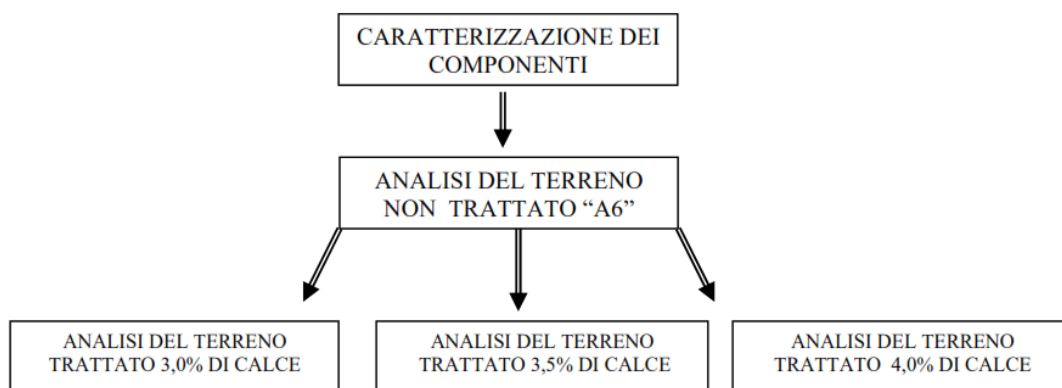 CARATTERIZZAZIONE DEI
COMPONENTI
ANALISI DEL TERRENO
NON TRATTATO “A6”
ANALISI DEL TERRENO
TRATTATO 3,0% DI CALCE
ANALISI DEL TERRENO
TRATTATO 3,5% DI CALCE
ANALISI DEL TERRENO
TRATTATO 4,0% DI CALCE